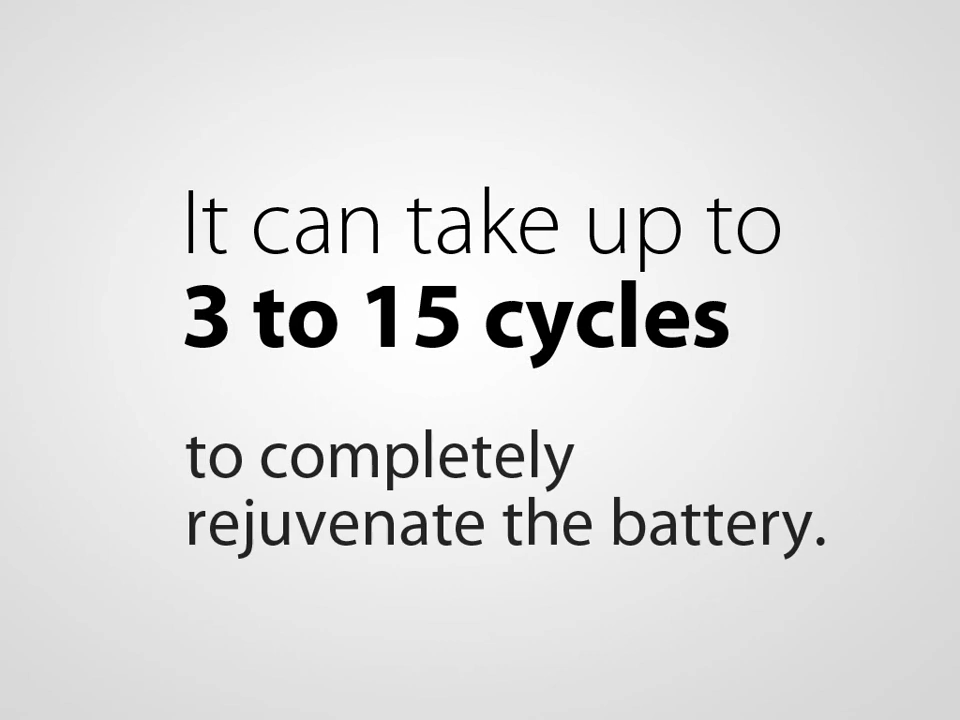 It can take up to
3 to 15 cycles
to completely
rejuvenate the battery.